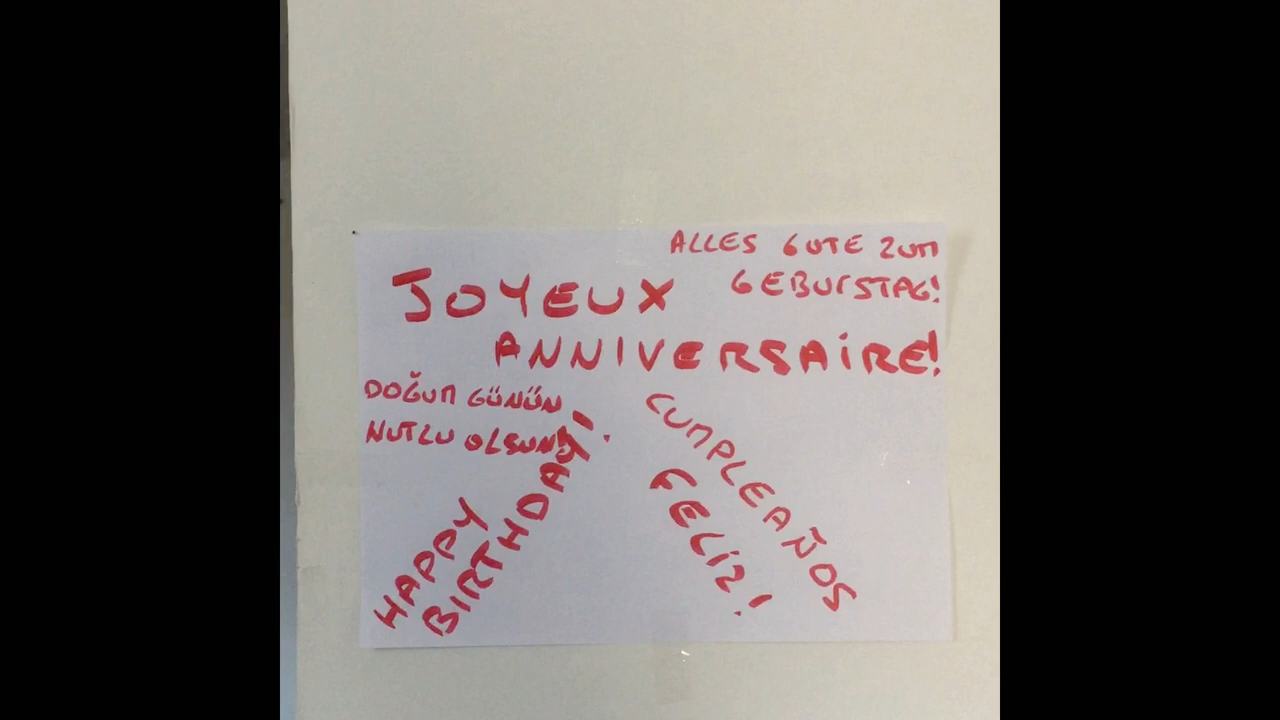 ALLES GUTE ZUM
GEBURSTAG!
JOYEUX
ANNIVERSAIRE!
DOĞUM GÜNÜN
MUTLU OLSUN!
HAPPY
BIRTHDAY!
CUMPLEAÑOS
FELIZ!